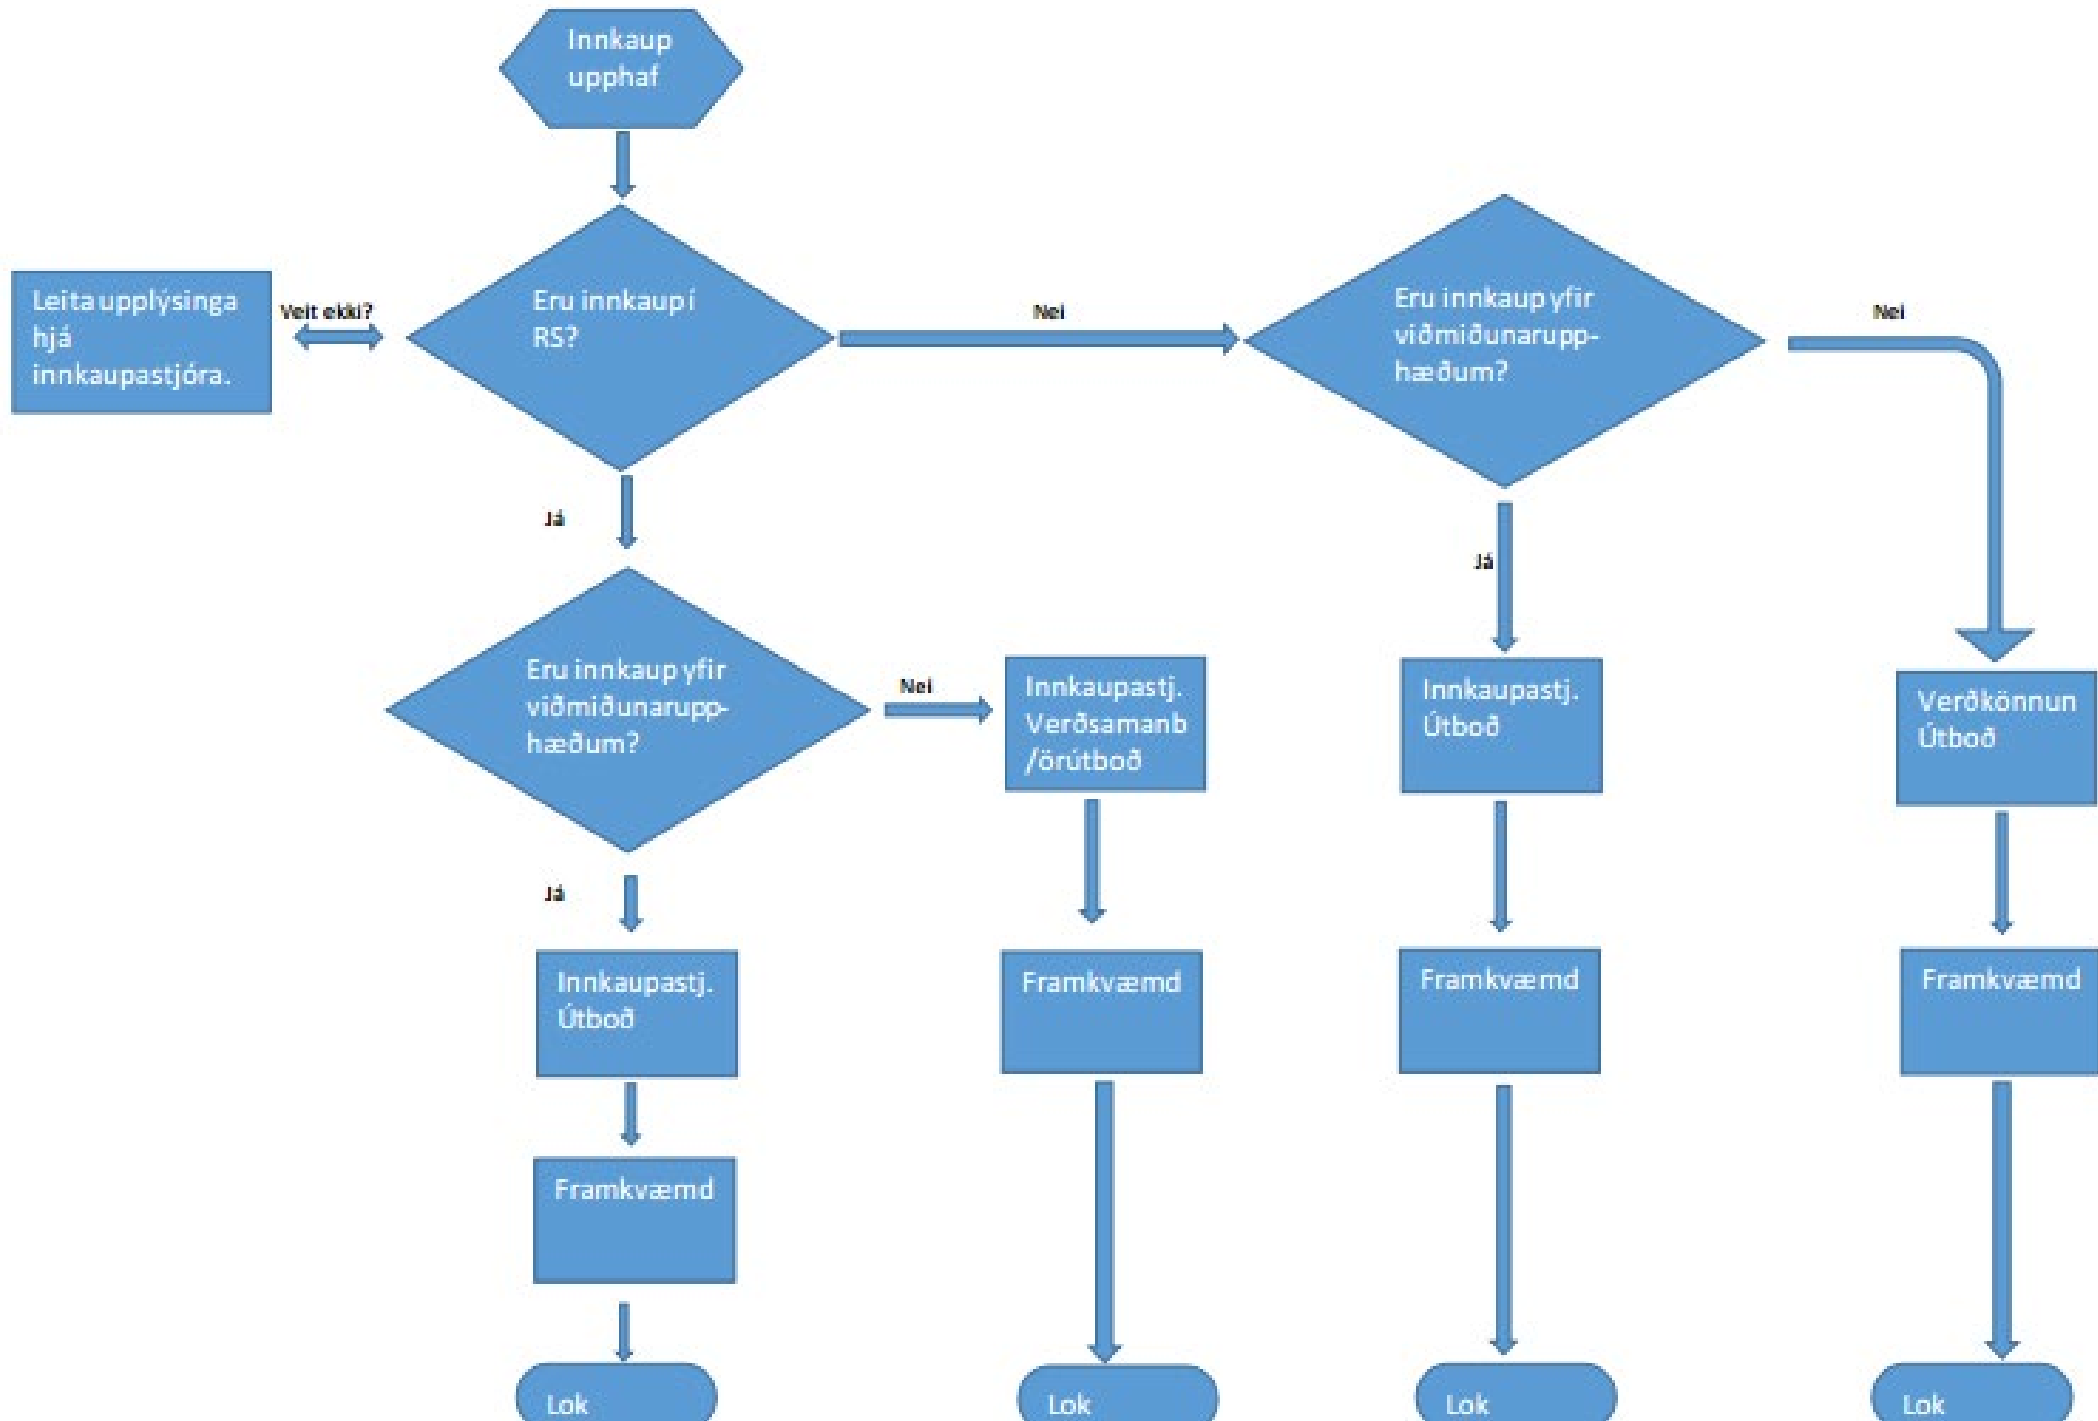 Innkaup
upphaf
Leita upplýsinga
hjá
innkaupastjóra.
Veit ekki?
Eru innkaup í
RS?
Nei
Eru innkaup yfir
viðmiðunarupp-
hæðum?
Nei
Já
Já
Eru innkaup yfir
viðmiðunarupp-
hæðum?
Nei
Innkaupastj.
Verðsamanb
/örútboð
Innkaupastj.
Útboð
Verðkönnun
Útboð
Já
Innkaupastj.
Útboð
Framkvæmd
Framkvæmd
Framkvæmd
Framkvæmd
Lok
Lok
Lok
Lok